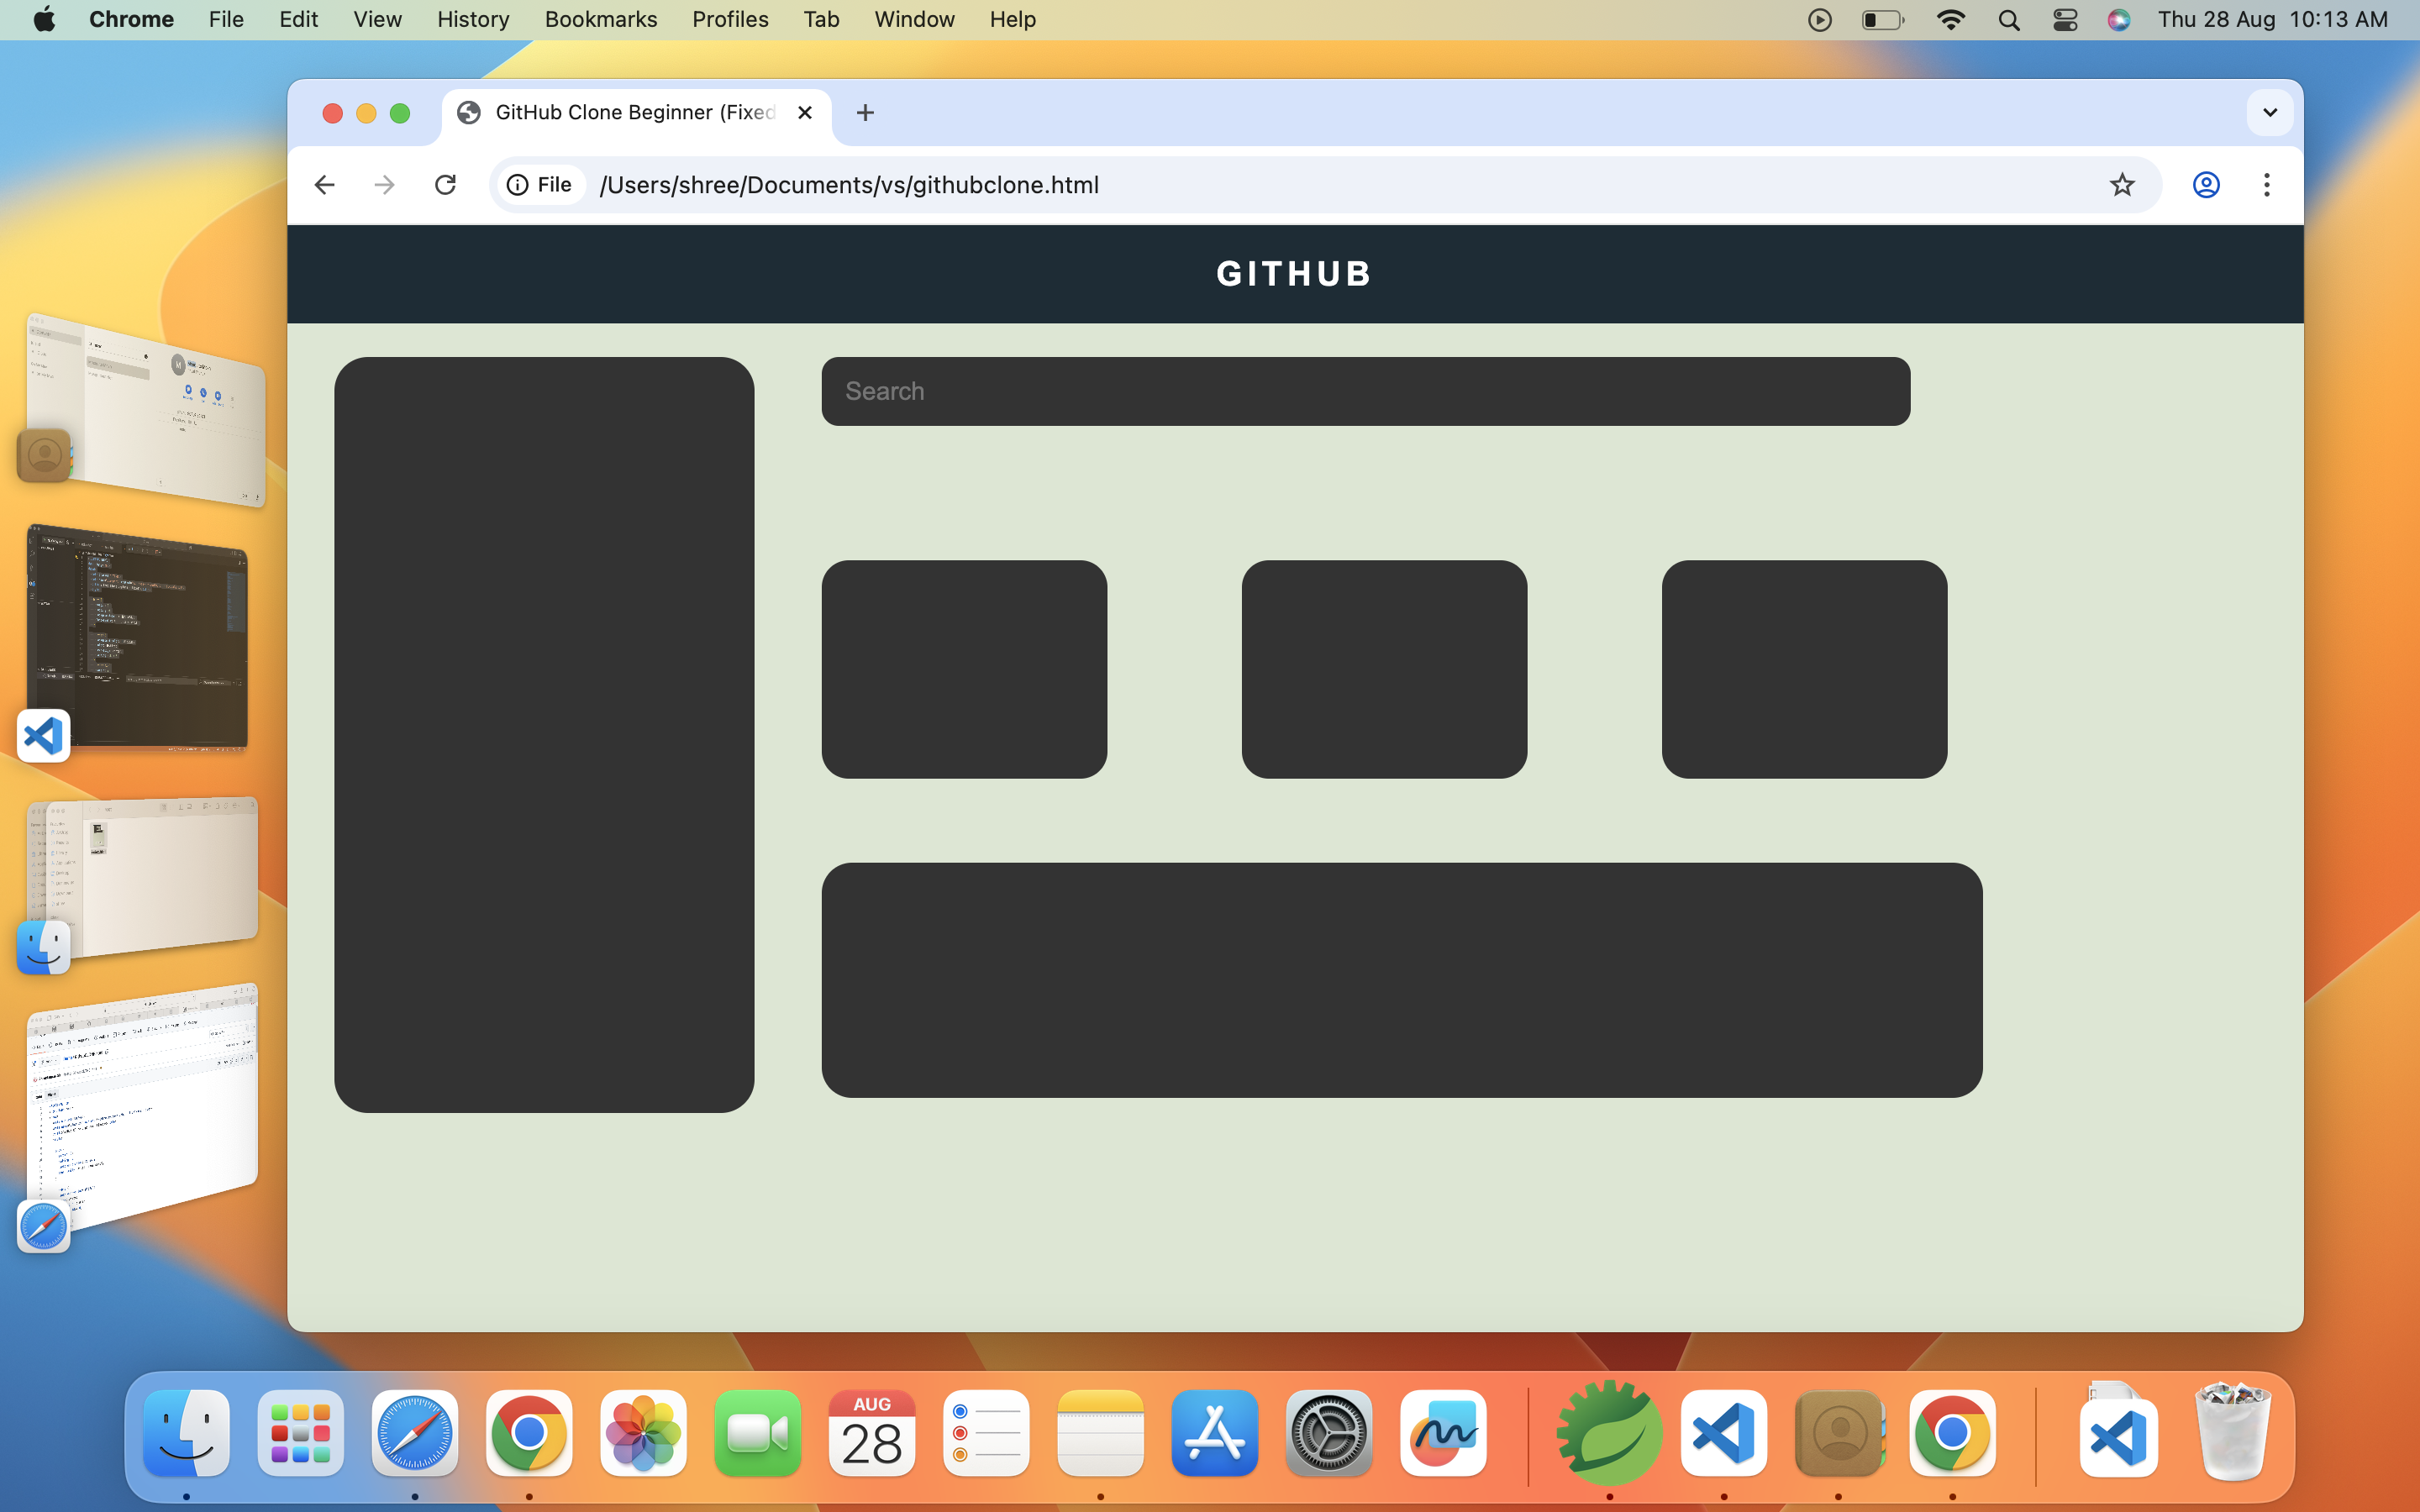 Chrome File Edit View History Bookmarks Profiles Tab Window Help Thu 28 Aug 10:13 AM
GitHub Clone Beginner (Fixed
File /Users/shree/Documents/vs/githubclone.html
GITHUB
Search
AUG
28